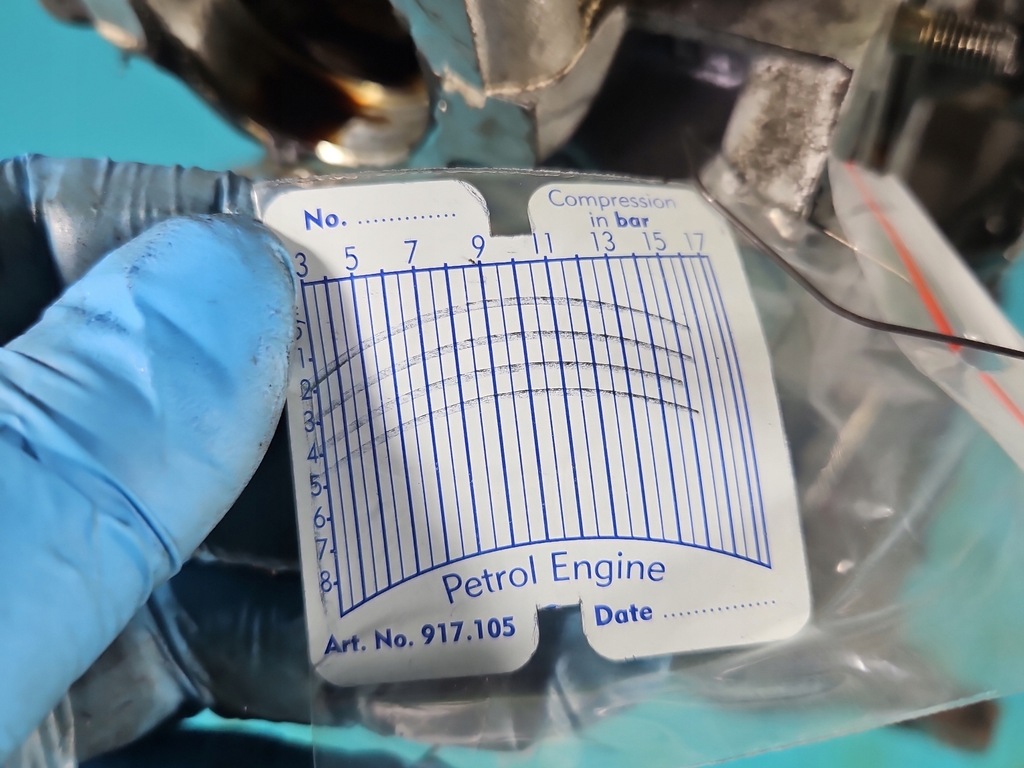 No. .............
Compression
in bar
3 5 7 9 11 13 15 17
1
2
3
4
5
6
7
8
Petrol Engine
Art. No. 917.105
Date ..............